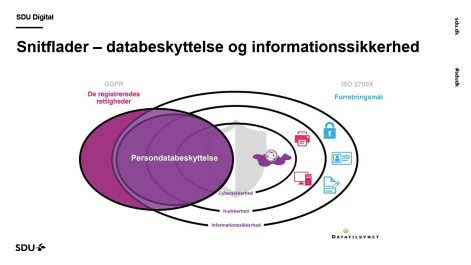 SDU Digital
Snitflader – databeskyttelse og informationssikkerhed
GDPR
De registreredes
rettigheder
ISO 2700X
Forretningsmål
Persondatabeskyttelse
Cybersikkerhed
It-sikkerhed
Informationssikkerhed
DATATILSYNET
SDU